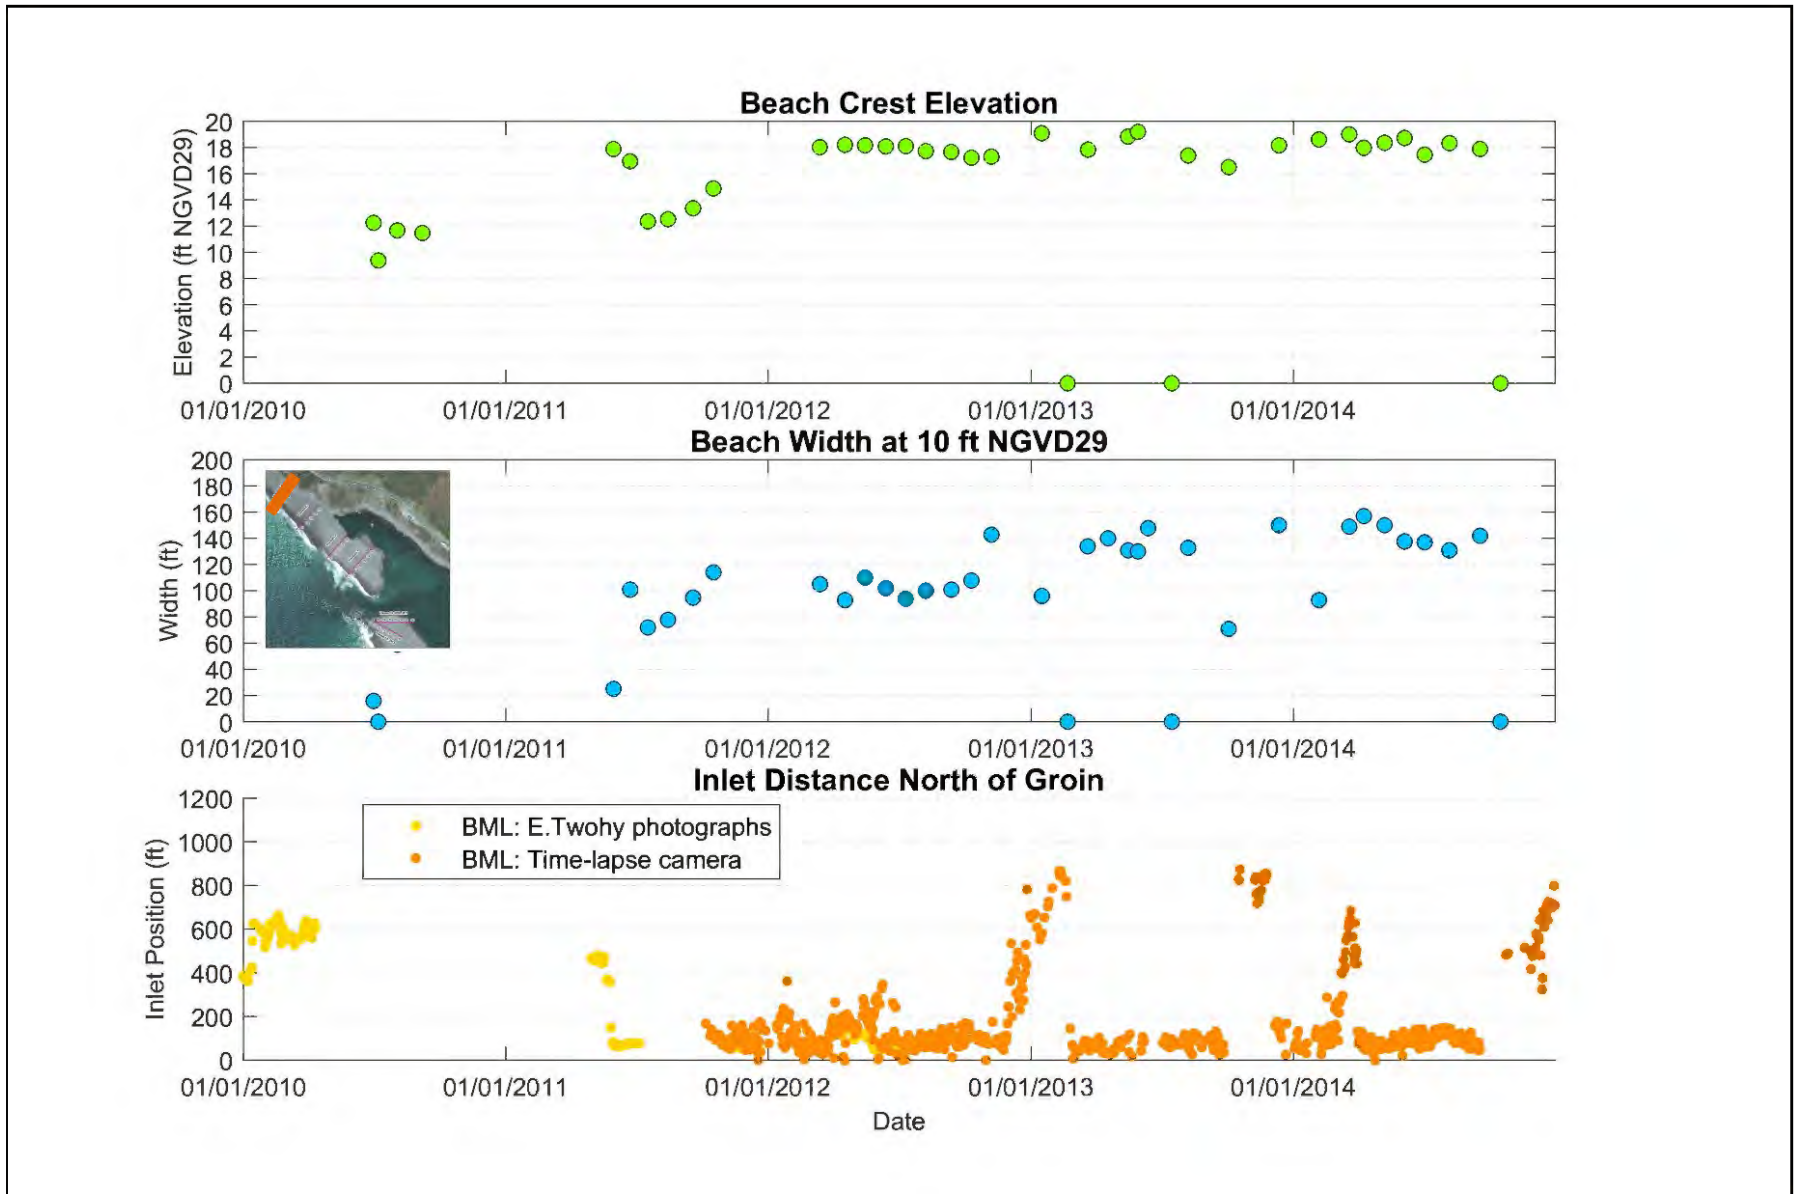 Beach Crest Elevation
Elevation (ft NGVD29)
20
18
16
14
12
10
8
6
4
2
0
01/01/2010 01/01/2011 01/01/2012 01/01/2013 01/01/2014
Beach Width at 10 ft NGVD29
Width (ft)
200
180
160
140
120
100
80
60
40
20
0
01/01/2010 01/01/2011 01/01/2012 01/01/2013 01/01/2014
Inlet Distance North of Groin
Inlet Position (ft)
1200
1000
800
600
400
200
0
BML: E.Twohy photographs
BML: Time-lapse camera
01/01/2010 01/01/2011 01/01/2012 01/01/2013 01/01/2014
Date